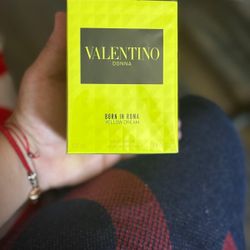 VALENTINO
DONNA
BORN IN ROMA
YELLOW DREAM